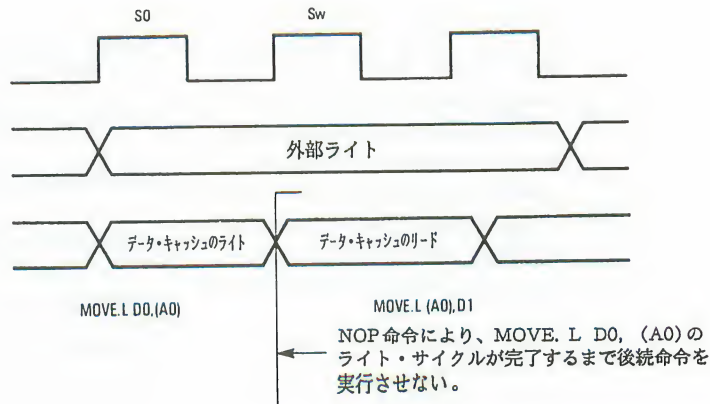 S0 Sw
外部ライト
データ・キャッシュのライト データ・キャッシュのリード
MOVE.L D0,(A0) MOVE.L (A0),D1
NOP命令により、MOVE. L D0, (A0)の
ライト・サイクルが完了するまで後続命令を
実行させない。